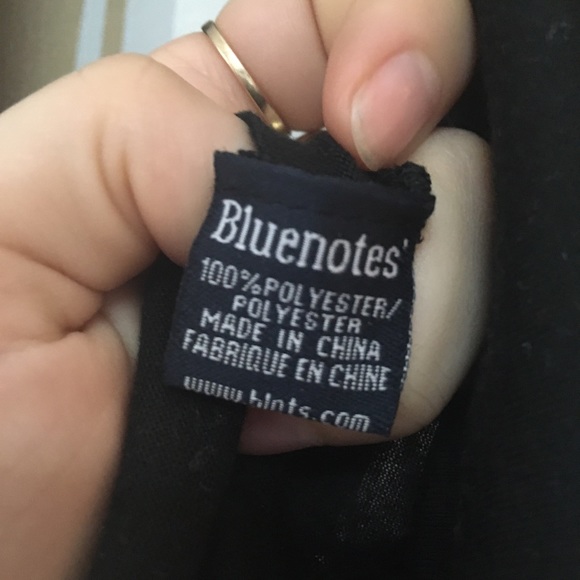 Bluenotes'
100%POLYESTER/
POLYESTER
MADE IN CHINA
FABRIQUE EN CHINE
www.blnts.com